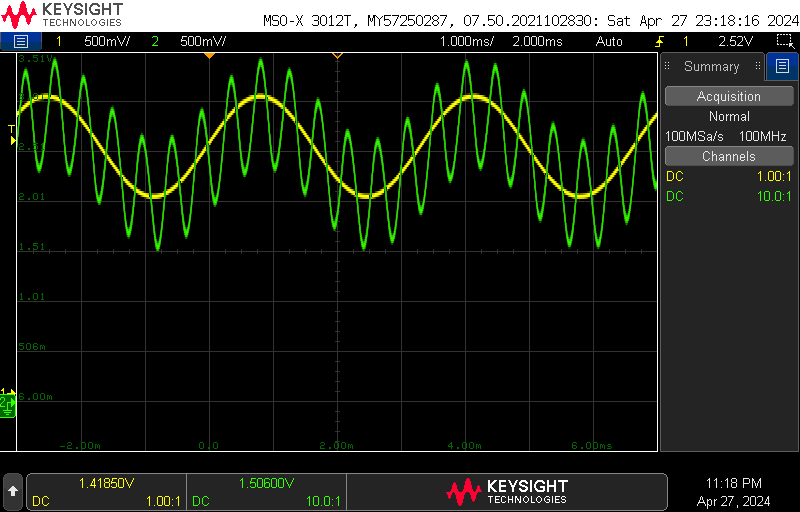 KEYSIGHT
TECHNOLOGIES
MSO-X 3012T, MY57250287, 07.50.2021102830: Sat Apr 27 23:18:16 2024
1 500mV/ 2 500mV/ 1.000ms/ 2.000ms Auto 1 2.52V
3.51V
T
2.51
2.01
1.51
1.01
506m
6.00m
1
2
-2.00m 0.0 2.00m 4.00m 6.00ms
Summary
Acquisition
Normal
100MSa/s 100MHz
Channels
DC 1.00:1
DC 10.0:1
1.41850V
DC 1.00:1
1.50600V
DC 10.0:1
KEYSIGHT
TECHNOLOGIES
11:18 PM
Apr 27, 2024